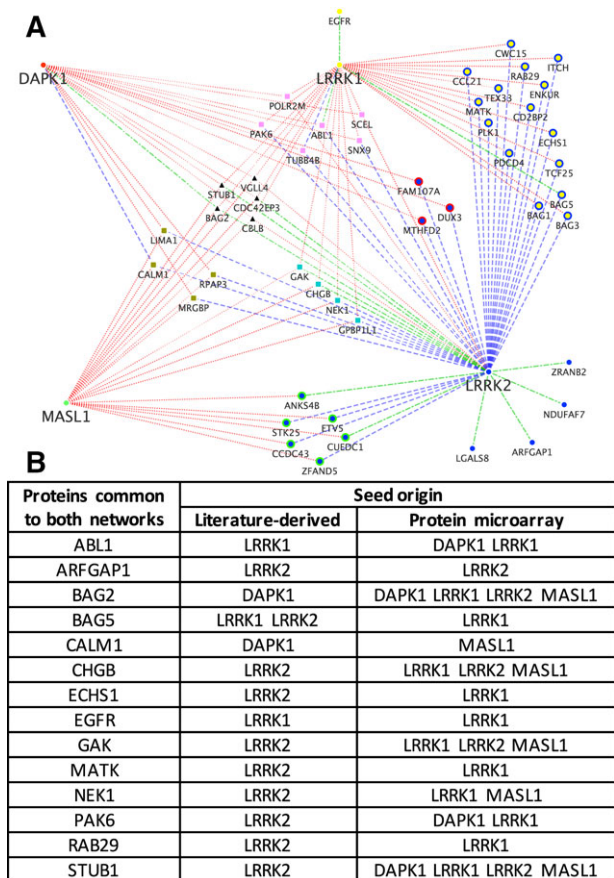 A
EGFR
DAPK1
LRRK1
CWC15
ITCH
CCL21
RAB29
TEX33
ENKUR
MATK
CD2BP2
PLK1
ECHS1
PDCD4
TCF25
BAG5
BAG1
BAG3
POLR2M
SCEL
PAK6
ABL1
TUBB4B
SNX9
FAM107A
DUX3
MTHFD2
VGLL4
STUB1
CDC42EP3
BAG2
CBLB
LIMA1
CALM1
RPAP3
MRGBP
GAK
CHGB
NEK1
GPBP1L1
MASL1
LRRK2
ZRANB2
NDUFAF7
ARFGAP1
LGALS8
ANKS4B
STK25
ETV5
CCDC43
CUEDC1
ZFAND5
B
Proteins common to both networks
Seed origin
Literature-derived Protein microarray
ABL1 LRRK1 DAPK1 LRRK1
ARFGAP1 LRRK2 LRRK2
BAG2 DAPK1 DAPK1 LRRK1 LRRK2 MASL1
BAG5 LRRK1 LRRK2 LRRK1
CALM1 DAPK1 MASL1
CHGB LRRK2 LRRK1 LRRK2 MASL1
ECHS1 LRRK2 LRRK1
EGFR LRRK1 LRRK1
GAK LRRK2 LRRK1 LRRK2 MASL1
MATK LRRK2 LRRK1
NEK1 LRRK2 LRRK1 MASL1
PAK6 LRRK2 DAPK1 LRRK1
RAB29 LRRK2 LRRK1
STUB1 LRRK2 DAPK1 LRRK1 LRRK2 MASL1